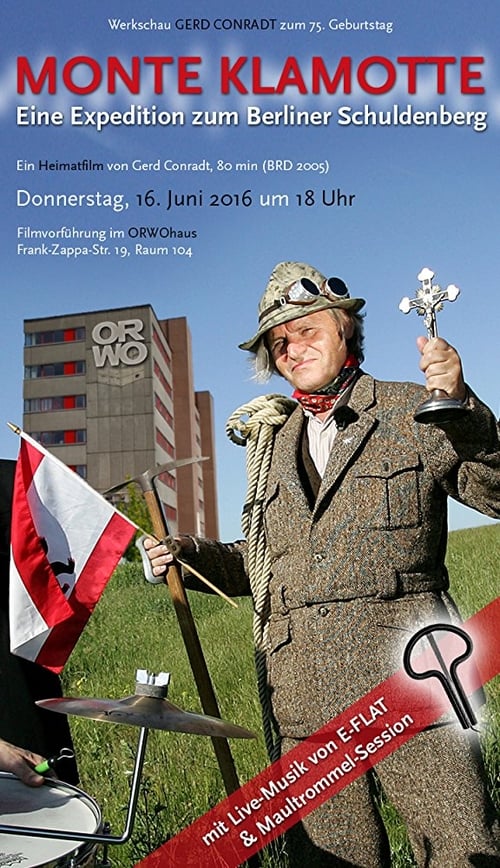 Werkschau GERD CONRADT zum 75. Geburtstag
MONTE KLAMOTTE
Eine Expedition zum Berliner Schuldenberg
Ein Heimatfilm von Gerd Conradt, 80 min (BRD 2005)
Donnerstag, 16. Juni 2016 um 18 Uhr
Filmvorführung im ORWOhaus
Frank-Zappa-Str. 19, Raum 104
OR
WO
mit Live-Musik von E-FLAT
& Maultrommel-Session